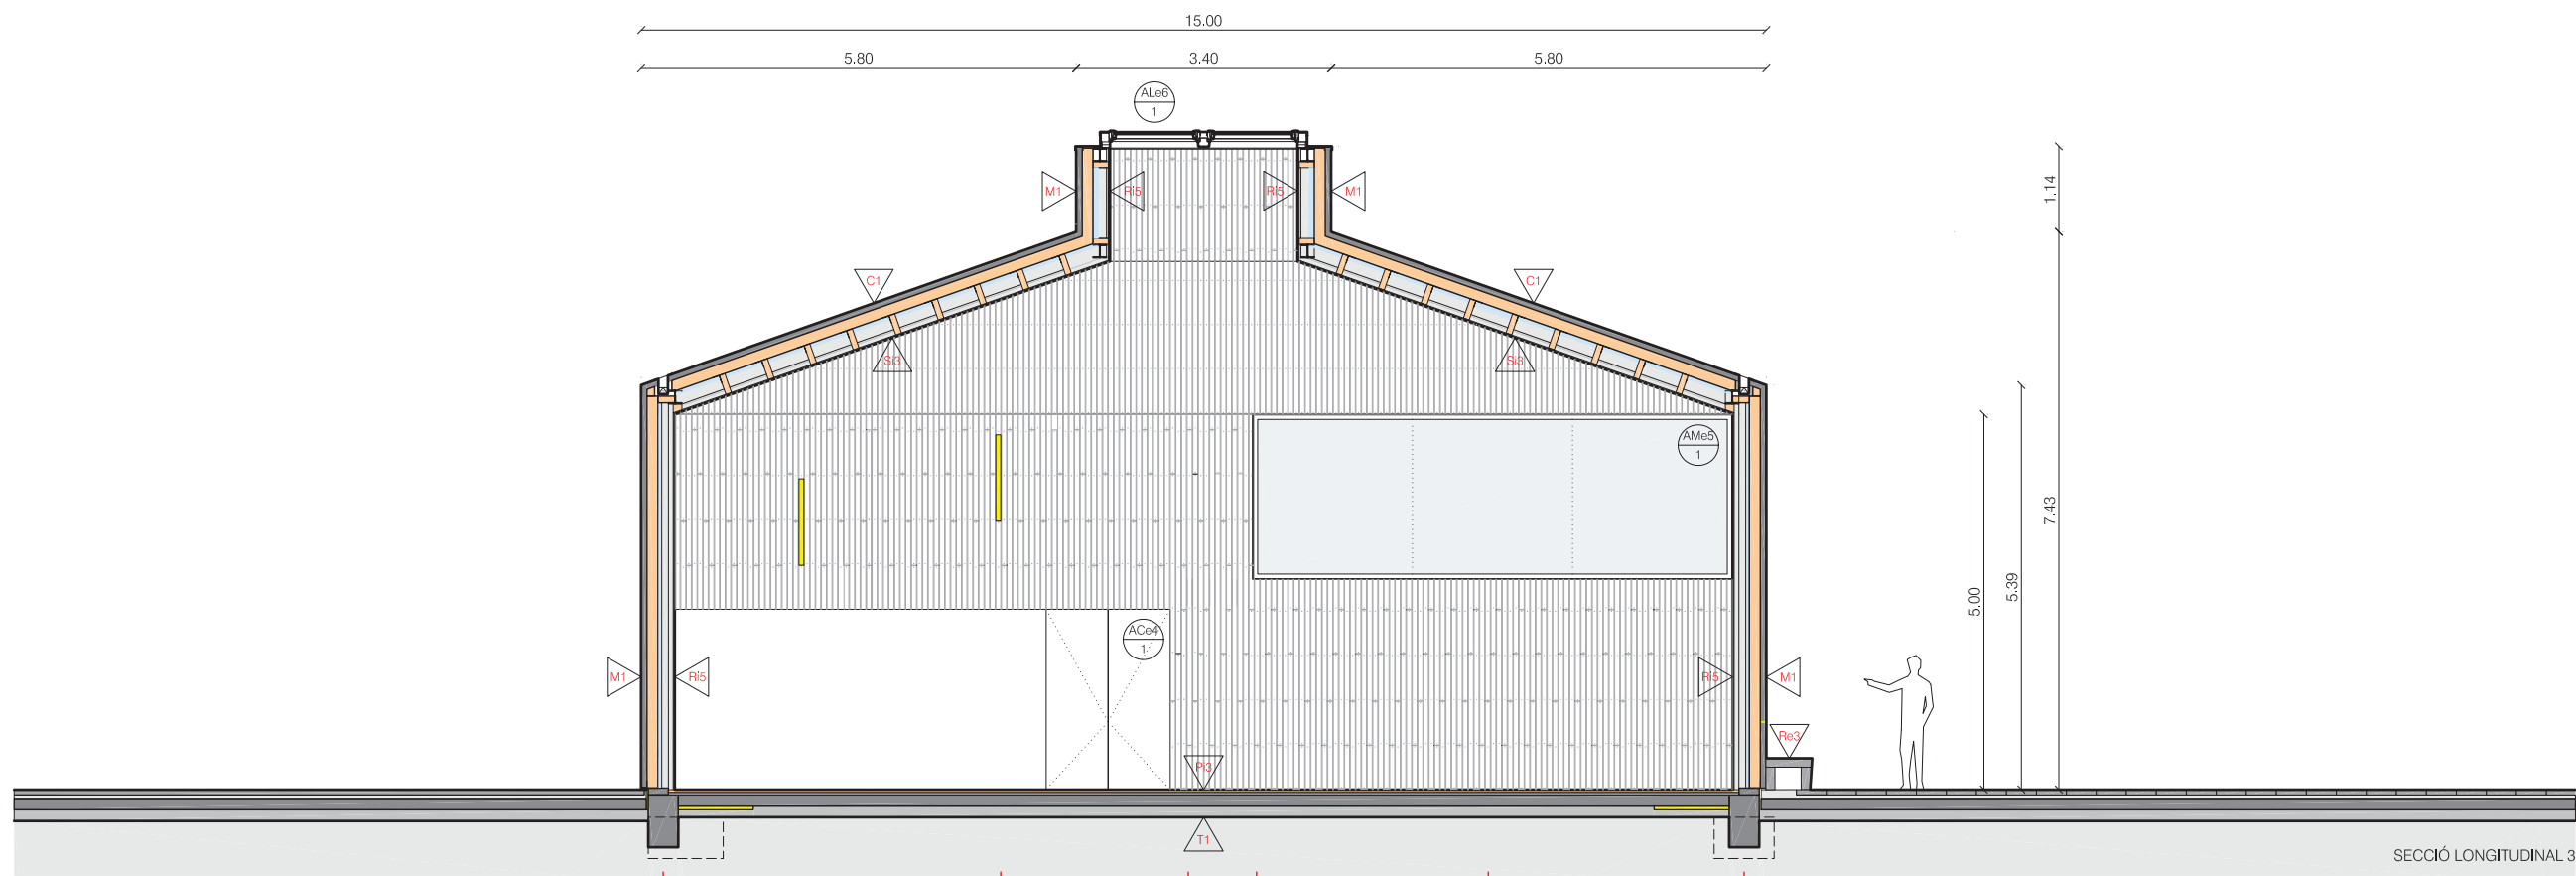 15.00
5.80 3.40 5.80
ALe6
1
M1 Ri5 Ri5 M1
1.14
C1 C1
Si3 Si3
AMe5
1
7.43
5.39
5.00
ACe4
1
M1 Ri5 Ri5 M1
Re3
Pi3
T1
SECCIÓ LONGITUDINAL 3